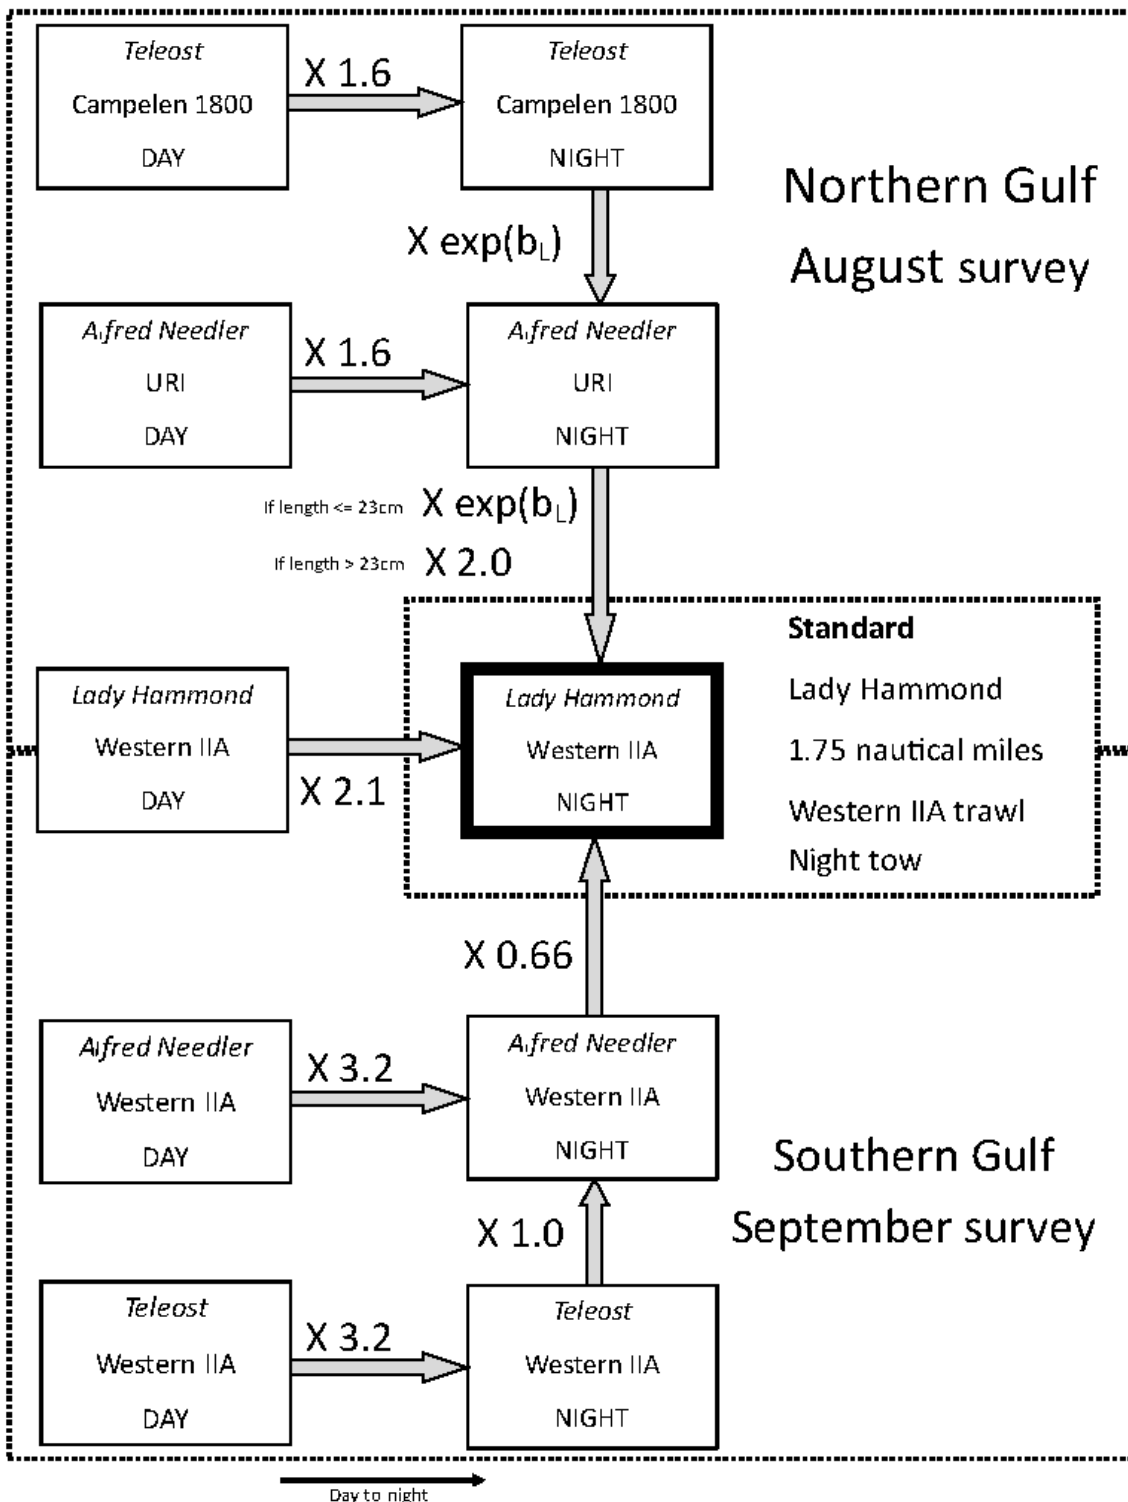 Teleost
Campelen 1800
DAY
X 1.6
Teleost
Campelen 1800
NIGHT
Northern Gulf
August survey
X exp(b_L)
Alfred Needler
URI
DAY
X 1.6
Alfred Needler
URI
NIGHT
If length <= 23cm X exp(b_L)
If length > 23cm X 2.0
Lady Hammond
Western IIA
DAY
X 2.1
Lady Hammond
Western IIA
NIGHT
Standard
Lady Hammond
1.75 nautical miles
Western IIA trawl
Night tow
X 0.66
Alfred Needler
Western IIA
DAY
X 3.2
Alfred Needler
Western IIA
NIGHT
Southern Gulf
September survey
X 1.0
Teleost
Western IIA
DAY
X 3.2
Teleost
Western IIA
NIGHT
Day to night